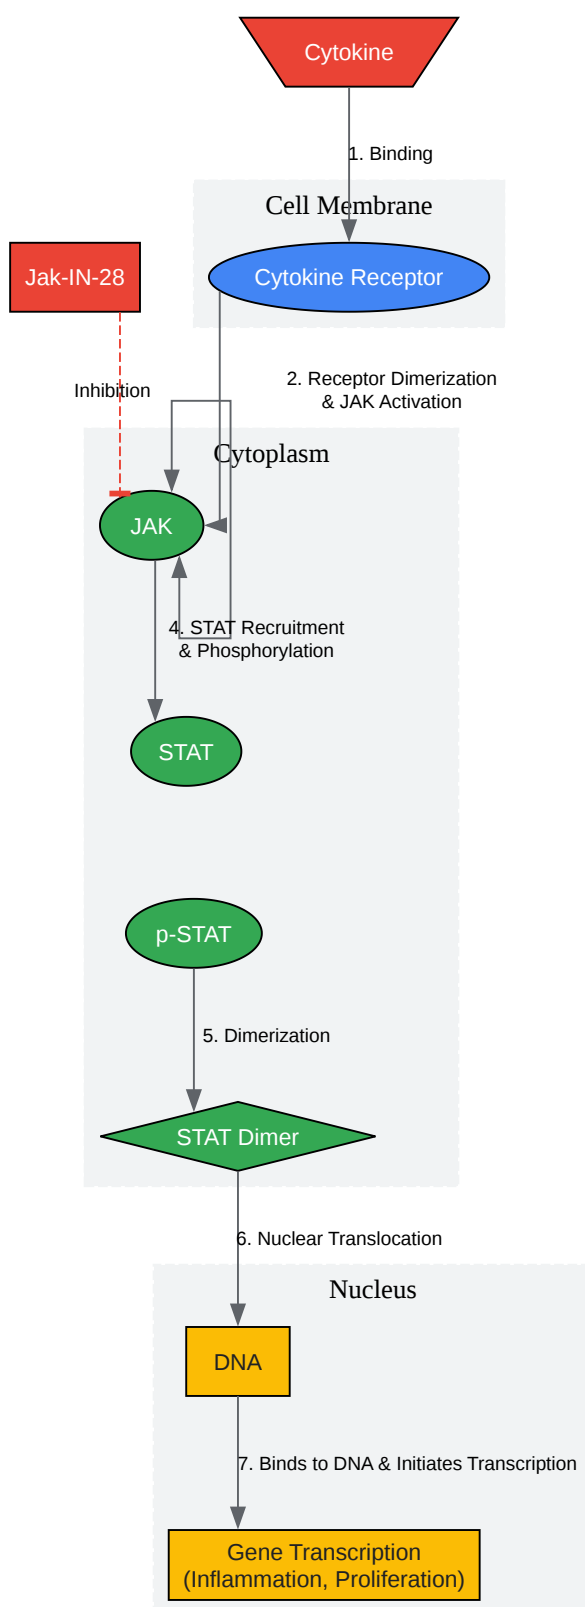 Cytokine
1. Binding
Cell Membrane
Cytokine Receptor
Jak-IN-28
Inhibition
2. Receptor Dimerization
& JAK Activation
Cytoplasm
JAK
4. STAT Recruitment
& Phosphorylation
STAT
p-STAT
5. Dimerization
STAT Dimer
6. Nuclear Translocation
Nucleus
DNA
7. Binds to DNA & Initiates Transcription
Gene Transcription
(Inflammation, Proliferation)